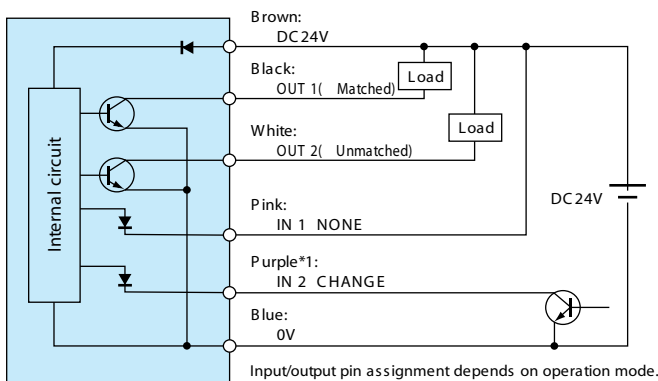 Brown:
DC24V
Black:
OUT 1( Matched)
Load
White:
OUT 2( Unmatched)
Load
Internal circuit
DC24V
Pink:
IN 1 NONE
Purple*1:
IN 2 CHANGE
Blue:
0V
Input/output pin assignment depends on operation mode.